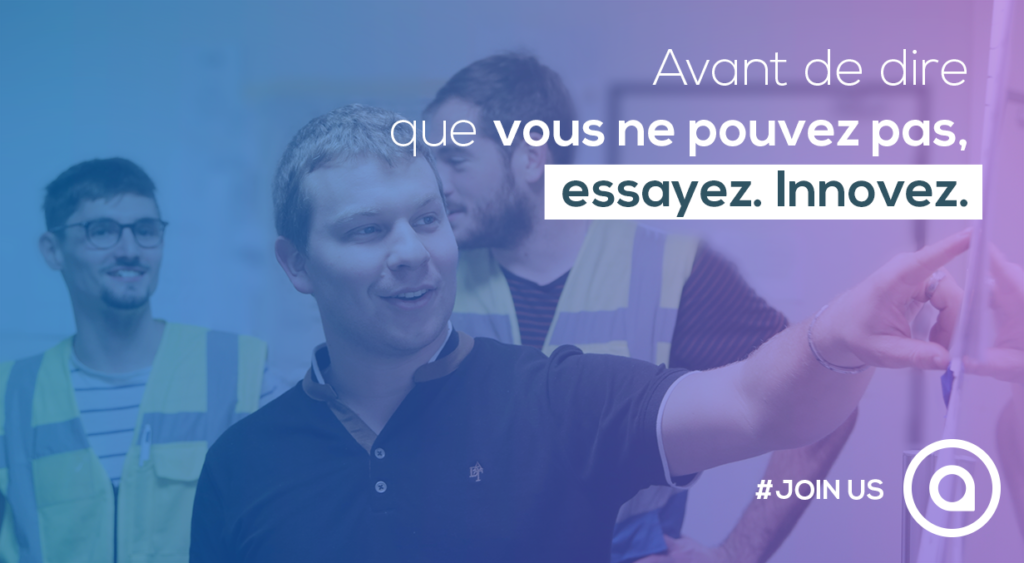 Avant de dire
que vous ne pouvez pas,
essayez. Innovez.
#JOIN US
a